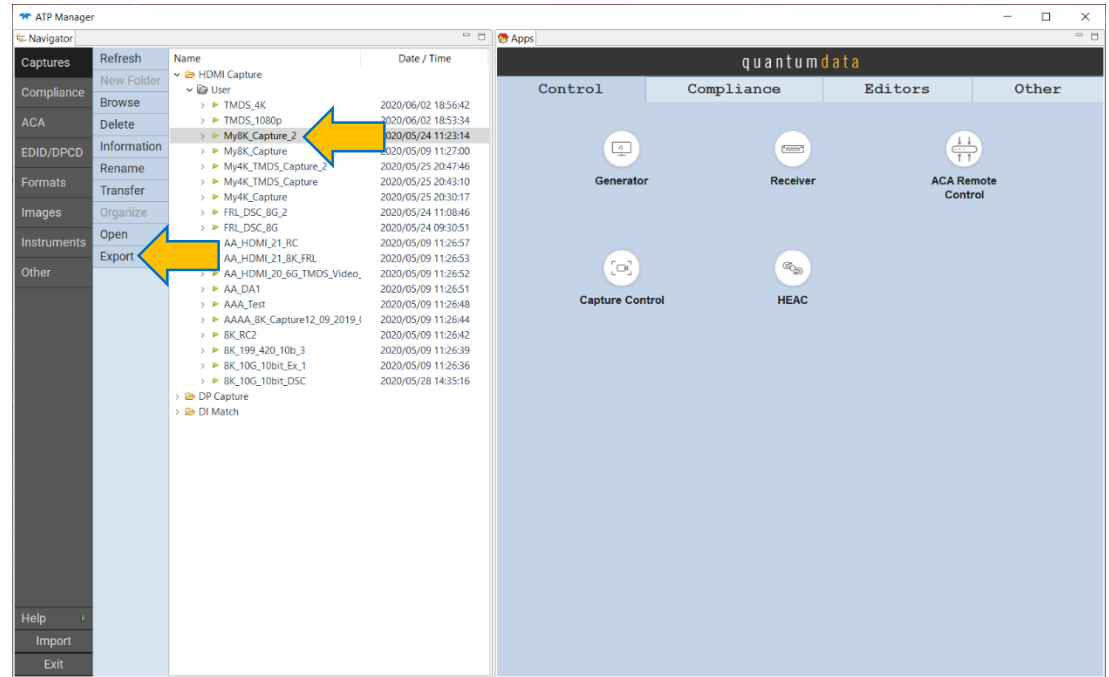 ATP Manager
Navigator
Apps
Captures
Compliance
ACA
EDID/DPCD
Formats
Images
Instruments
Other
Help
Import
Exit
Refresh
New Folder
Browse
Delete
Information
Rename
Transfer
Organize
Open
Export
Name Date / Time
HDMI Capture
User
TMDS_4K 2020/06/02 18:56:42
TMDS_1080p 2020/06/02 18:53:34
My8K_Capture_2 2020/05/24 11:23:14
My8K_Capture 2020/05/09 11:27:00
My4K_TMDS_Capture_2 2020/05/25 20:47:46
My4K_TMDS_Capture 2020/05/25 20:43:10
My4K_Capture 2020/05/25 20:30:17
FRL_DSC_8G_2 2020/05/24 11:08:46
FRL_DSC_8G 2020/05/24 09:30:51
AA_HDMI_21_RC 2020/05/09 11:26:57
AA_HDMI_21_8K_FRL 2020/05/09 11:26:53
AA_HDMI_20_6G_TMDS_Video_ 2020/05/09 11:26:52
AA_DA1 2020/05/09 11:26:51
AAA_Test 2020/05/09 11:26:48
AAAA_8K_Capture12_09_2019_( 2020/05/09 11:26:44
8K_RC2 2020/05/09 11:26:42
8K_199_420_10b_3 2020/05/09 11:26:39
8K_10G_10bit_Ex_1 2020/05/09 11:26:36
8K_10G_10bit_DSC 2020/05/28 14:35:16
DP Capture
DI Match
quantumdata
Control Compliance Editors Other
Generator
Receiver
ACA Remote
Control
Capture Control
HEAC